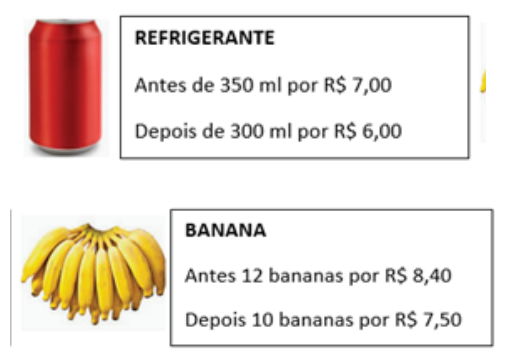 REFRIGERANTE
Antes de 350 ml por R$ 7,00
Depois de 300 ml por R$ 6,00
BANANA
Antes 12 bananas por R$ 8,40
Depois 10 bananas por R$ 7,50